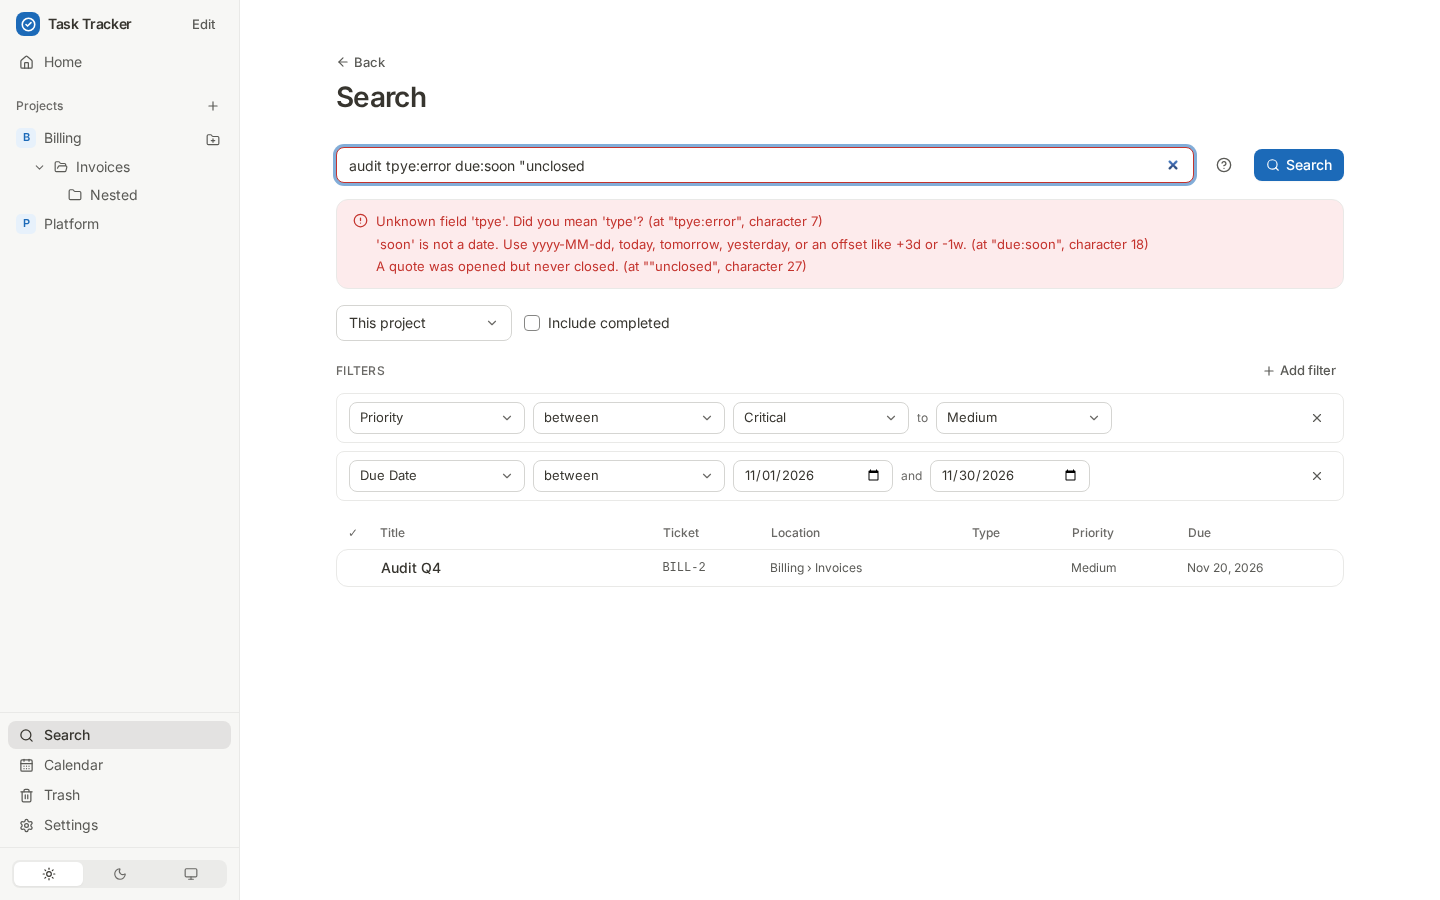 Task Tracker
Edit
Home
Projects
B Billing
Invoices
Nested
P Platform
Search
Calendar
Trash
Settings
Back
Search
audit tpye:error due:soon "unclosed
Search
Unknown field 'tpye'. Did you mean 'type'? (at "tpye:error", character 7)
'soon' is not a date. Use yyyy-MM-dd, today, tomorrow, yesterday, or an offset like +3d or -1w. (at "due:soon", character 18)
A quote was opened but never closed. (at ""unclosed", character 27)
This project
Include completed
FILTERS
Add filter
Priority between Critical to Medium
Due Date between 11/01/2026 and 11/30/2026
✓ Title Ticket Location Type Priority Due
Audit Q4 BILL-2 Billing › Invoices Medium Nov 20, 2026